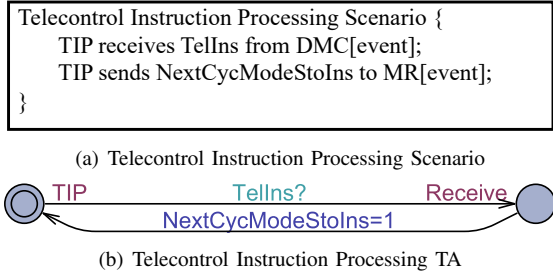 Telecontrol Instruction Processing Scenario {
TIP receives TelIns from DMC[event];
TIP sends NextCycModeStoIns to MR[event];
}
(a) Telecontrol Instruction Processing Scenario
TIP TelIns? Receive
NextCycModeStoIns=1
(b) Telecontrol Instruction Processing TA